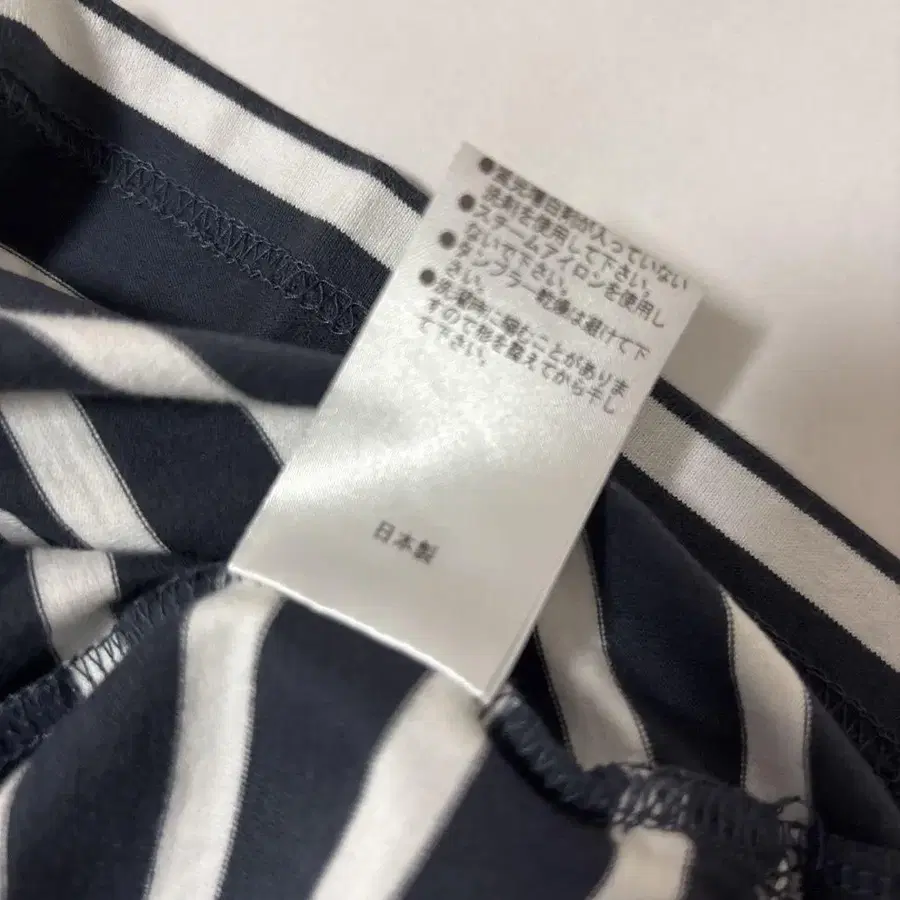 ●蛍光増白剤が入っていない
洗剤を使用して下さい。
●スチームアイロンを使用し
ないで下さい。
●タンブラー乾燥は避けて下
さい。
●洗濯時に縮むことがありま
すので形を整えてから干し
て下さい。
日本製